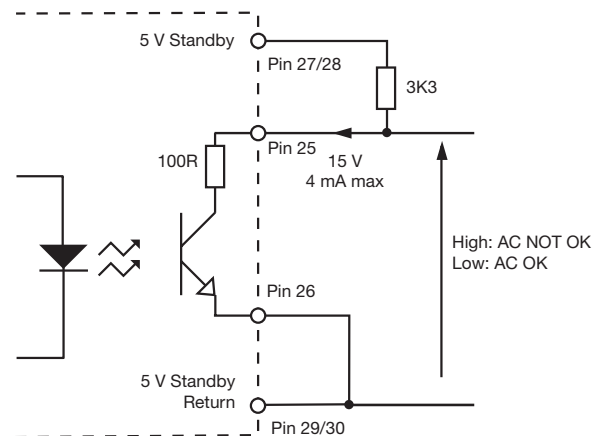 5 V Standby
Pin 27/28
3K3
Pin 25
100R
15 V
4 mA max
High: AC NOT OK
Low: AC OK
Pin 26
5 V Standby
Return
Pin 29/30